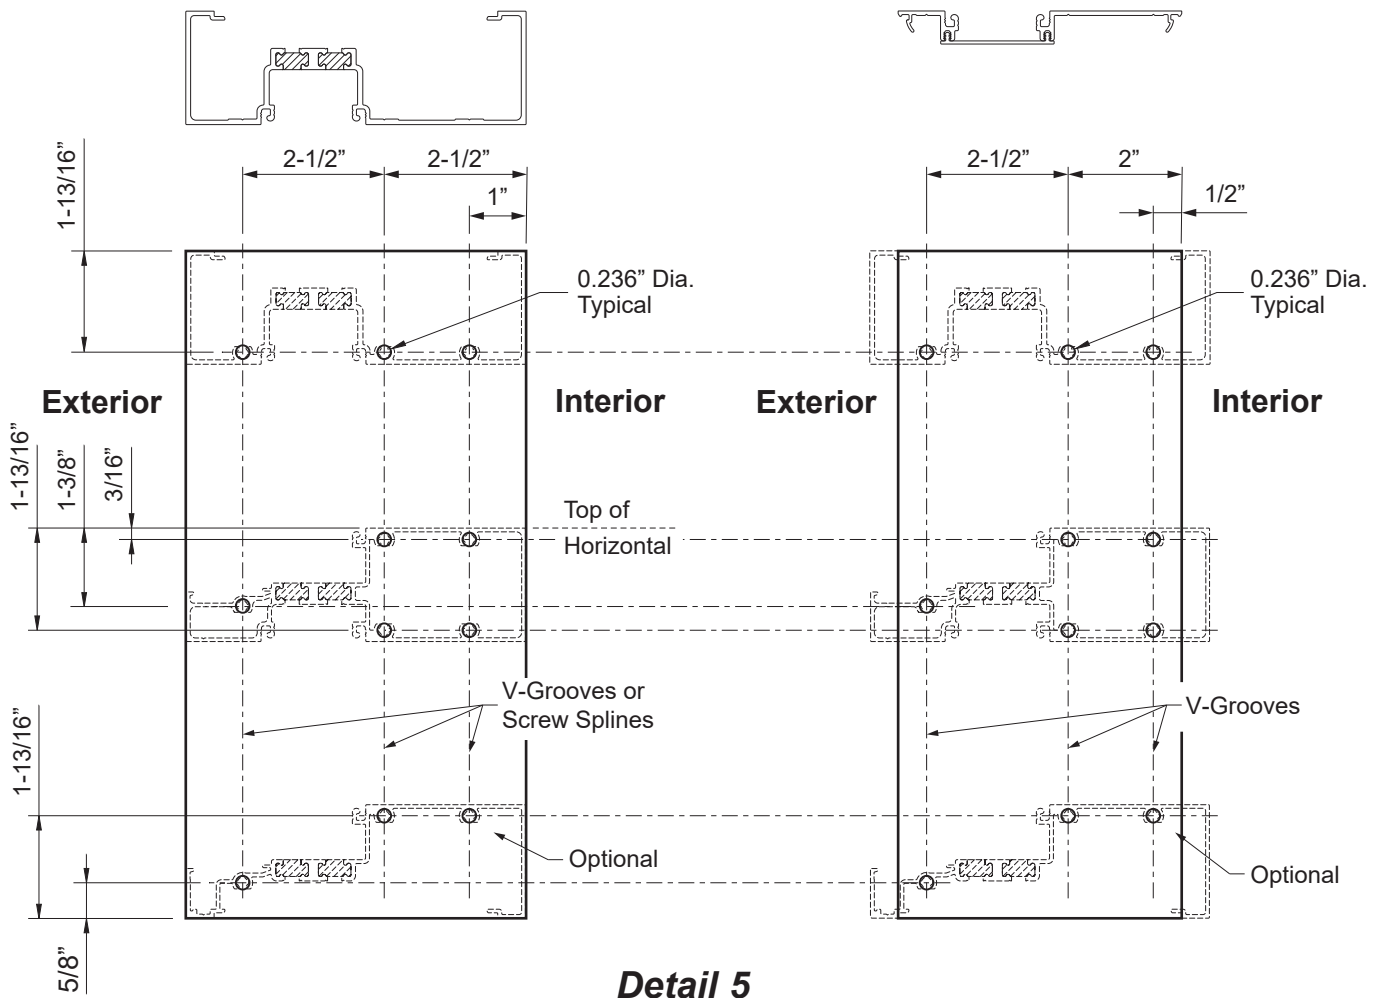 2-1/2”
2-1/2”
1”
1-13/16”
2-1/2”
2”
1/2”
0.236” Dia.
Typical
0.236” Dia.
Typical
Exterior
Interior
Exterior
Interior
1-13/16”
1-3/8”
3/16”
Top of
Horizontal
V-Grooves or
Screw Splines
V-Grooves
1-13/16”
5/8”
Optional
Optional
Detail 5